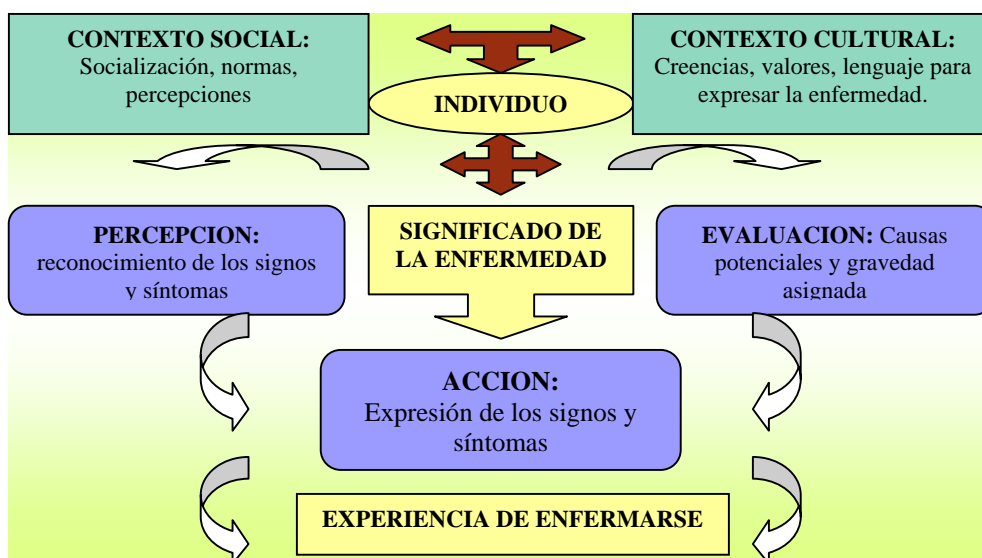 CONTEXTO SOCIAL:
Socialización, normas,
percepciones
INDIVIDUO
CONTEXTO CULTURAL:
Creencias, valores, lenguaje para
expresar la enfermedad.
PERCEPCION:
reconocimiento de los signos
y síntomas
SIGNIFICADO DE
LA ENFERMEDAD
EVALUACION: Causas
potenciales y gravedad
asignada
ACCION:
Expresión de los signos y
síntomas
EXPERIENCIA DE ENFERMARSE